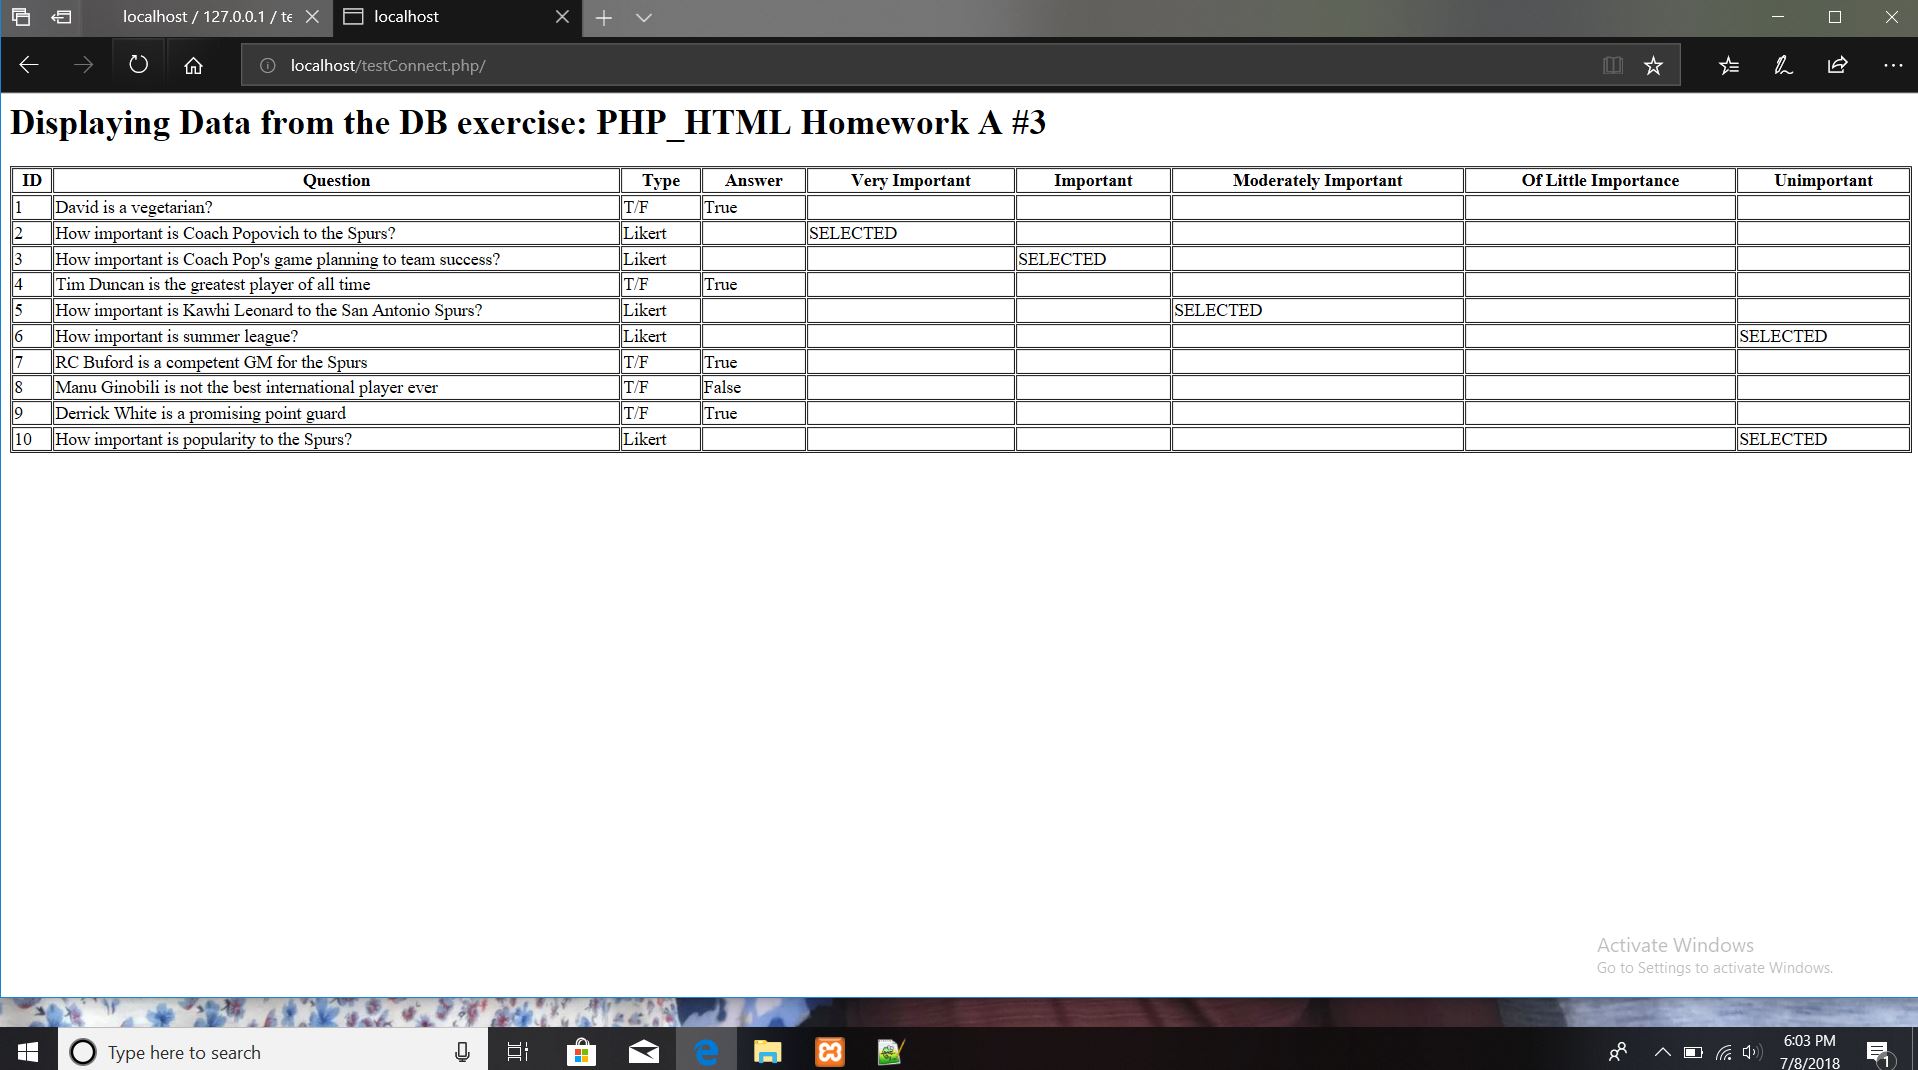 localhost / 127.0.0.1 / te
localhost
localhost/testConnect.php/
Displaying Data from the DB exercise: PHP_HTML Homework A #3
ID Question Type Answer Very Important Important Moderately Important Of Little Importance Unimportant
1 David is a vegetarian? T/F True
2 How important is Coach Popovich to the Spurs? Likert SELECTED
3 How important is Coach Pop's game planning to team success? Likert SELECTED
4 Tim Duncan is the greatest player of all time T/F True
5 How important is Kawhi Leonard to the San Antonio Spurs? Likert SELECTED
6 How important is summer league? Likert SELECTED
7 RC Buford is a competent GM for the Spurs T/F True
8 Manu Ginobili is not the best international player ever T/F False
9 Derrick White is a promising point guard T/F True
10 How important is popularity to the Spurs? Likert SELECTED
Activate Windows
Go to Settings to activate Windows.
Type here to search
6:03 PM
7/8/2018
1